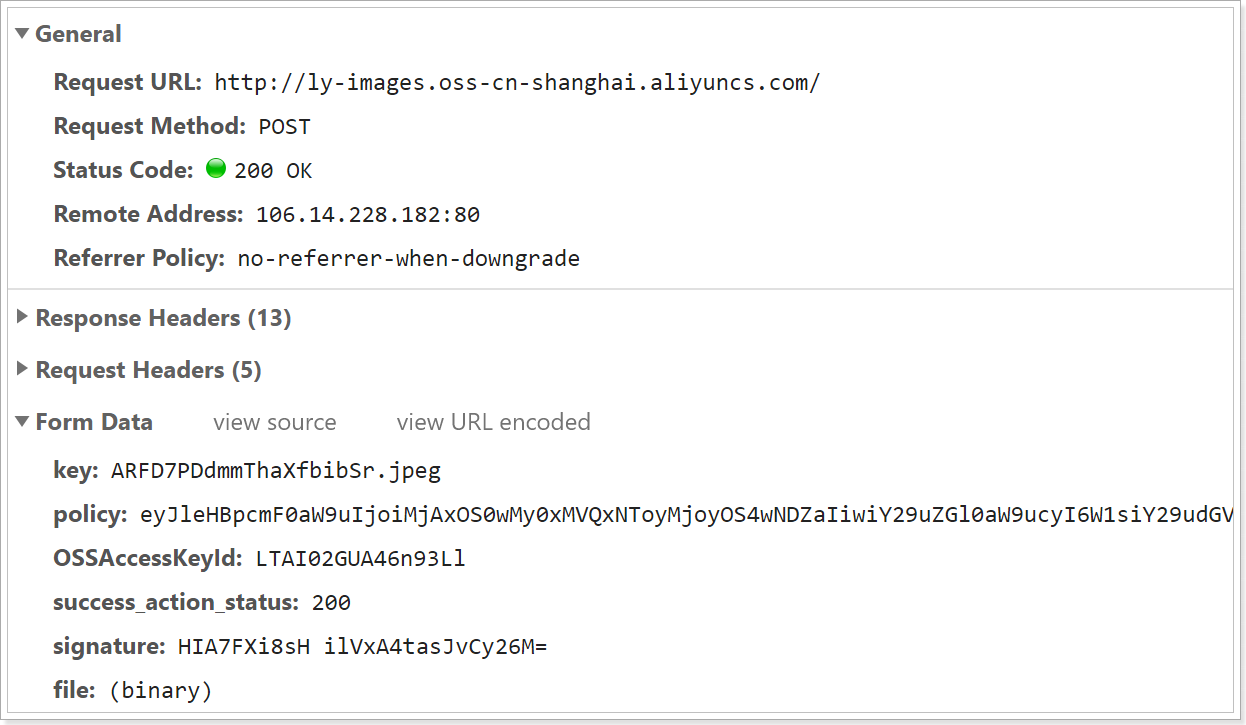 General
Request URL: http://ly-images.oss-cn-shanghai.aliyuncs.com/
Request Method: POST
Status Code: 200 OK
Remote Address: 106.14.228.182:80
Referrer Policy: no-referrer-when-downgrade
Response Headers (13)
Request Headers (5)
Form Data view source view URL encoded
key: ARFD7PDdmmThaXfbibSr.jpeg
policy: eyJleHBpcmF0aW9uIjoiMjAxOS0wMy0xMVQxNToyMjoyOS4wNDZaIiwiY29uZGl0aW9ucyI6W1siY29udGV
OSSAccessKeyId: LTAI02GUA46n93Ll
success_action_status: 200
signature: HIA7FXi8sH ilVxA4tasJvCy26M=
file: (binary)